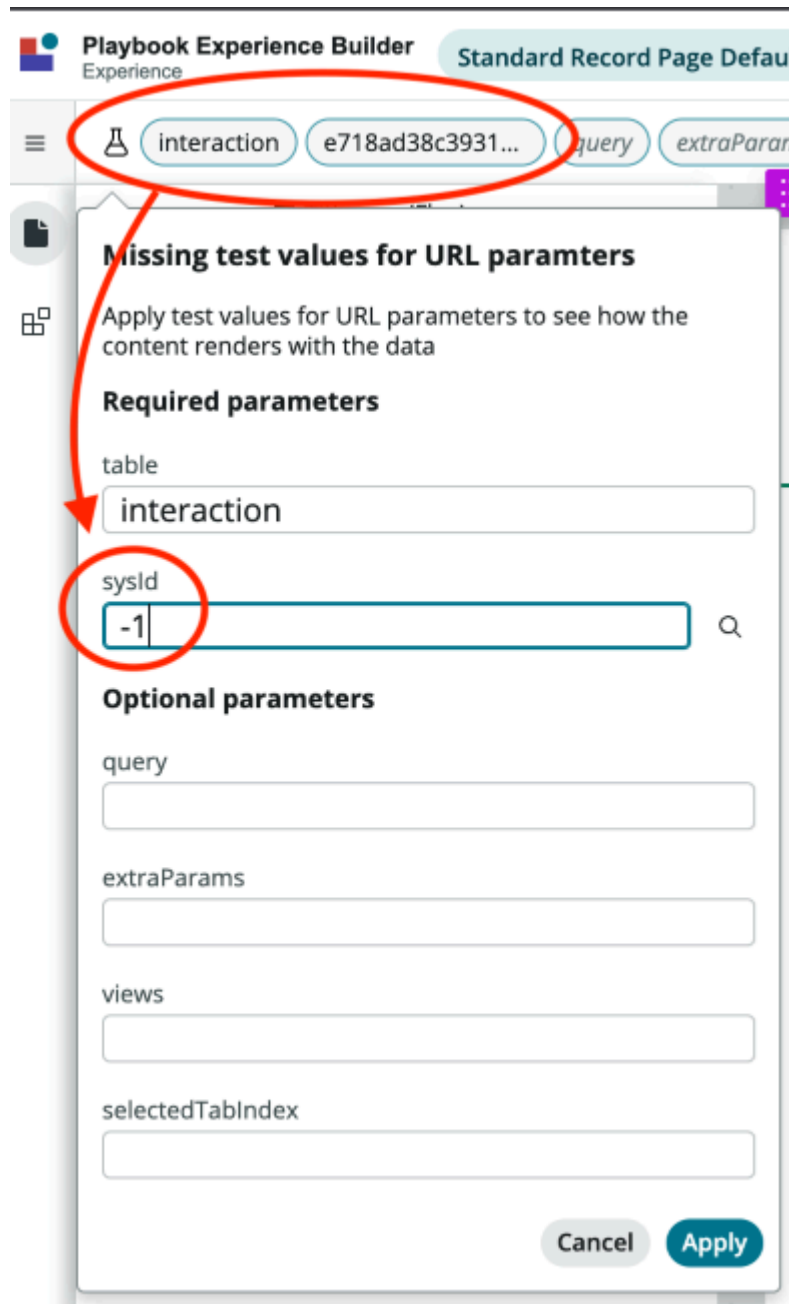 Playbook Experience Builder
Experience
Standard Record Page Defau
interaction
e718ad38c3931...
query
extraParan
Missing test values for URL paramters
Apply test values for URL parameters to see how the
content renders with the data
Required parameters
table
interaction
sysId
-1
Optional parameters
query
extraParams
views
selectedTabIndex
Cancel
Apply